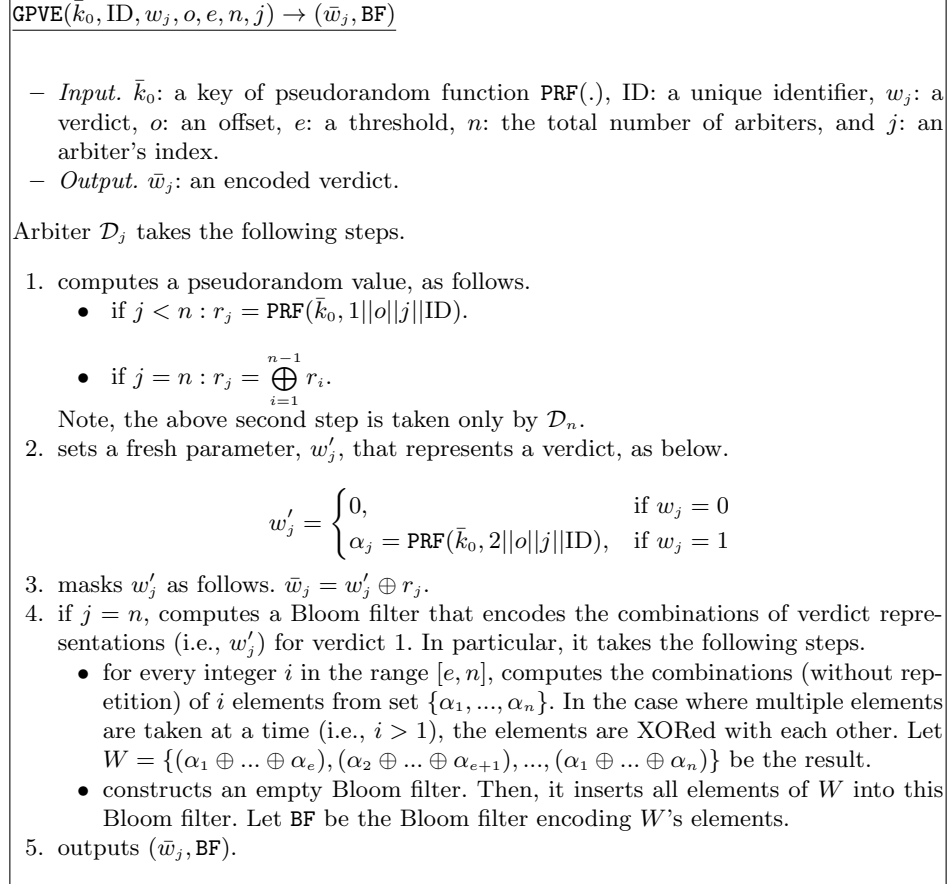 GPVE(k̄₀, ID, wⱼ, o, e, n, j) → (w̄ⱼ, BF)
– Input. k̄₀: a key of pseudorandom function PRF(.), ID: a unique identifier, wⱼ: a
verdict, o: an offset, e: a threshold, n: the total number of arbiters, and j: an
arbiter's index.
– Output. w̄ⱼ: an encoded verdict.
Arbiter 𝒟ⱼ takes the following steps.
1. computes a pseudorandom value, as follows.
• if j < n : rⱼ = PRF(k̄₀, 1||o||j||ID).
• if j = n : rⱼ = ⊕_{i=1}^{n−1} rᵢ.
Note, the above second step is taken only by 𝒟ₙ.
2. sets a fresh parameter, w′ⱼ, that represents a verdict, as below.
w′ⱼ = { 0, if wⱼ = 0
αⱼ = PRF(k̄₀, 2||o||j||ID), if wⱼ = 1
3. masks w′ⱼ as follows. w̄ⱼ = w′ⱼ ⊕ rⱼ.
4. if j = n, computes a Bloom filter that encodes the combinations of verdict repre-
sentations (i.e., w′ⱼ) for verdict 1. In particular, it takes the following steps.
• for every integer i in the range [e, n], computes the combinations (without rep-
etition) of i elements from set {α₁, ..., αₙ}. In the case where multiple elements
are taken at a time (i.e., i > 1), the elements are XORed with each other. Let
W = {(α₁ ⊕ ... ⊕ αₑ), (α₂ ⊕ ... ⊕ αₑ₊₁), ..., (α₁ ⊕ ... ⊕ αₙ)} be the result.
• constructs an empty Bloom filter. Then, it inserts all elements of W into this
Bloom filter. Let BF be the Bloom filter encoding W's elements.
5. outputs (w̄ⱼ, BF).